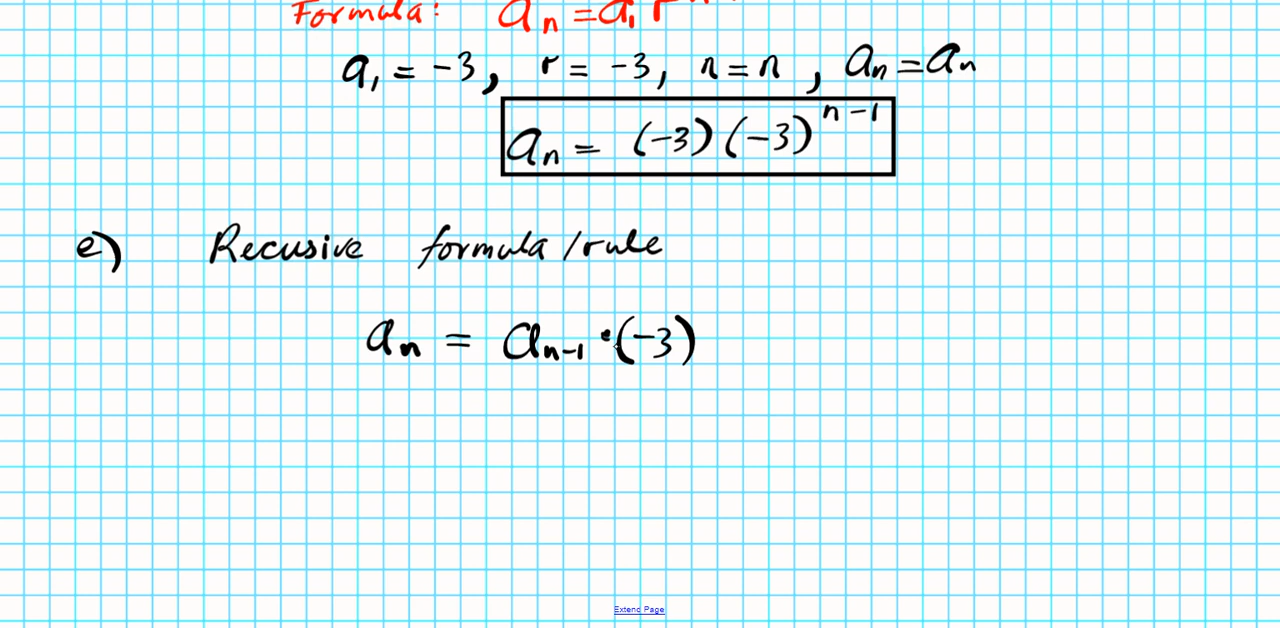 Formula: aₙ = a₁ r
a₁ = -3, r = -3, n = n, aₙ = aₙ
aₙ = (-3)(-3)ⁿ⁻¹
e) Recusive formula/rule
aₙ = aₙ₋₁ • (-3)
Extend Page